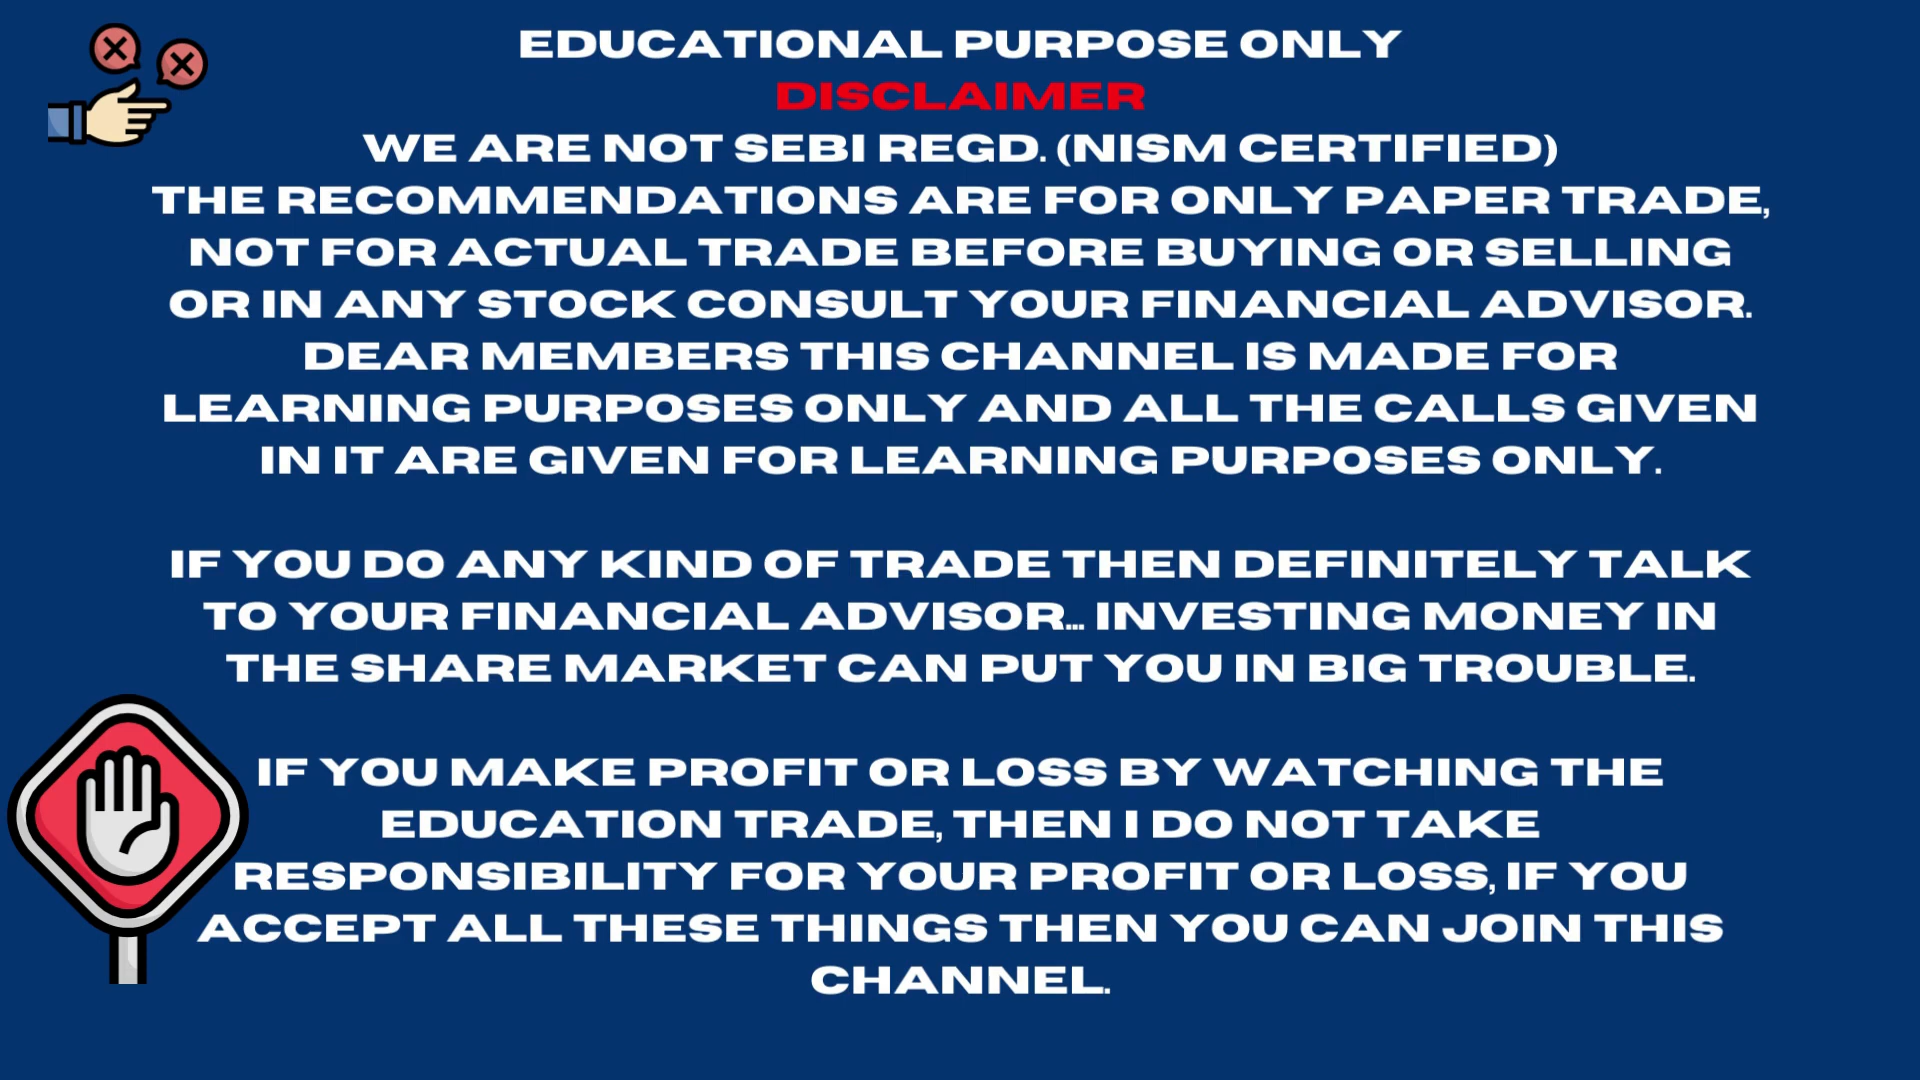 EDUCATIONAL PURPOSE ONLY
DISCLAIMER
WE ARE NOT SEBI REGD. (NISM CERTIFIED)
THE RECOMMENDATIONS ARE FOR ONLY PAPER TRADE,
NOT FOR ACTUAL TRADE BEFORE BUYING OR SELLING
OR IN ANY STOCK CONSULT YOUR FINANCIAL ADVISOR.
DEAR MEMBERS THIS CHANNEL IS MADE FOR
LEARNING PURPOSES ONLY AND ALL THE CALLS GIVEN
IN IT ARE GIVEN FOR LEARNING PURPOSES ONLY.
IF YOU DO ANY KIND OF TRADE THEN DEFINITELY TALK
TO YOUR FINANCIAL ADVISOR... INVESTING MONEY IN
THE SHARE MARKET CAN PUT YOU IN BIG TROUBLE.
IF YOU MAKE PROFIT OR LOSS BY WATCHING THE
EDUCATION TRADE, THEN I DO NOT TAKE
RESPONSIBILITY FOR YOUR PROFIT OR LOSS, IF YOU
ACCEPT ALL THESE THINGS THEN YOU CAN JOIN THIS
CHANNEL.